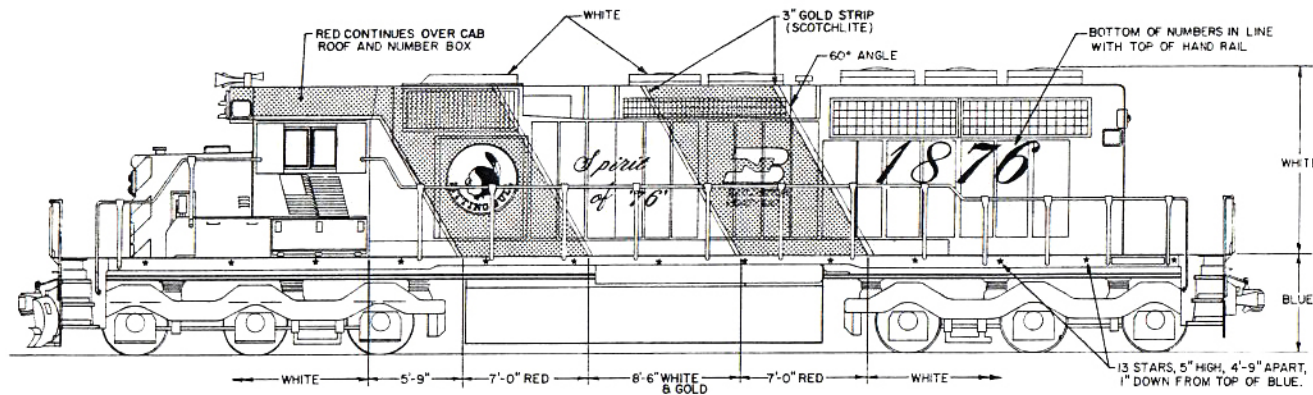 WHITE
3" GOLD STRIP
(SCOTCHLITE)
RED CONTINUES OVER CAB
ROOF AND NUMBER BOX
BOTTOM OF NUMBERS IN LINE
WITH TOP OF HAND RAIL
60° ANGLE
Spirit
of '76
BN
1876
WHITE
BLUE
WHITE
5'-9"
7'-0" RED
8'-6" WHITE
& GOLD
7'-0" RED
WHITE
13 STARS, 5" HIGH, 4'-9" APART,
1" DOWN FROM TOP OF BLUE.